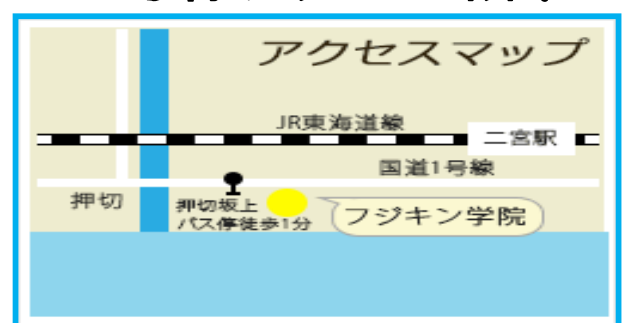 アクセスマップ
JR東海道線
二宮駅
国道1号線
押切
押切坂上
バス停徒歩1分
フジキン学院